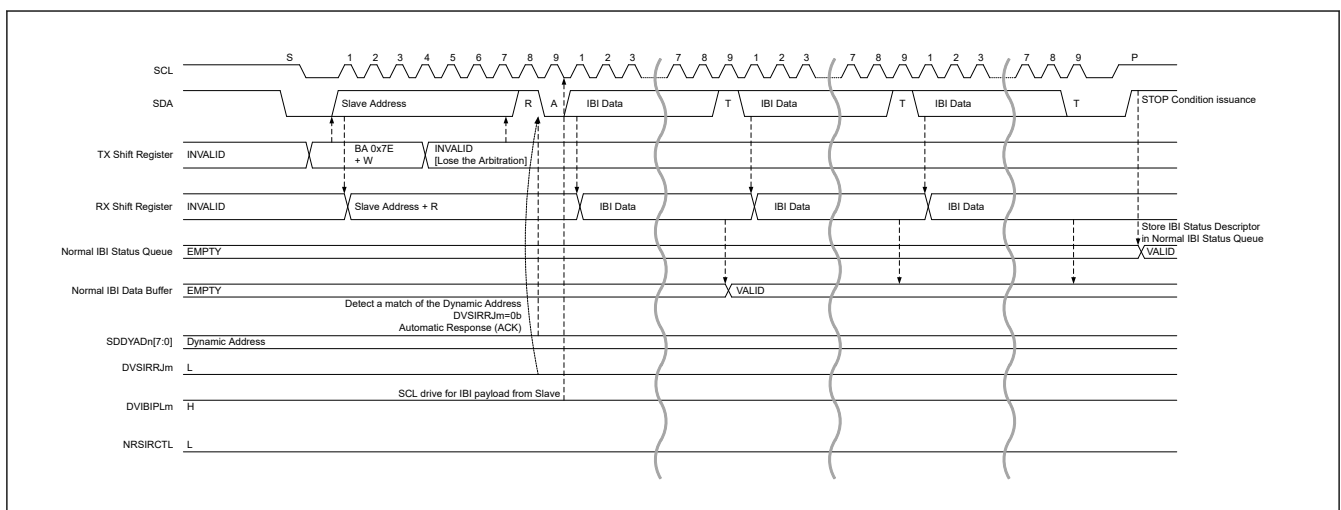 S 1 2 3 4 5 6 7 8 9 1 2 3 7 8 9 1 2 3 7 8 9 1 2 3 7 8 9 P
SCL
SDA Slave Address R A IBI Data T IBI Data T IBI Data T STOP Condition issuance
TX Shift Register INVALID BA 0x7E INVALID
+ W [Lose the Arbitration]
RX Shift Register INVALID Slave Address + R IBI Data IBI Data IBI Data
Store IBI Status Descriptor
in Normal IBI Status Queue
Normal IBI Status Queue EMPTY VALID
Normal IBI Data Buffer EMPTY VALID
Detect a match of the Dynamic Address
DVSIRRJm=0b
Automatic Response (ACK)
SDDYADn[7:0] Dynamic Address
DVSIRRJm L
SCL drive for IBI payload from Slave
DVIBIPLm H
NRSIRCTL L